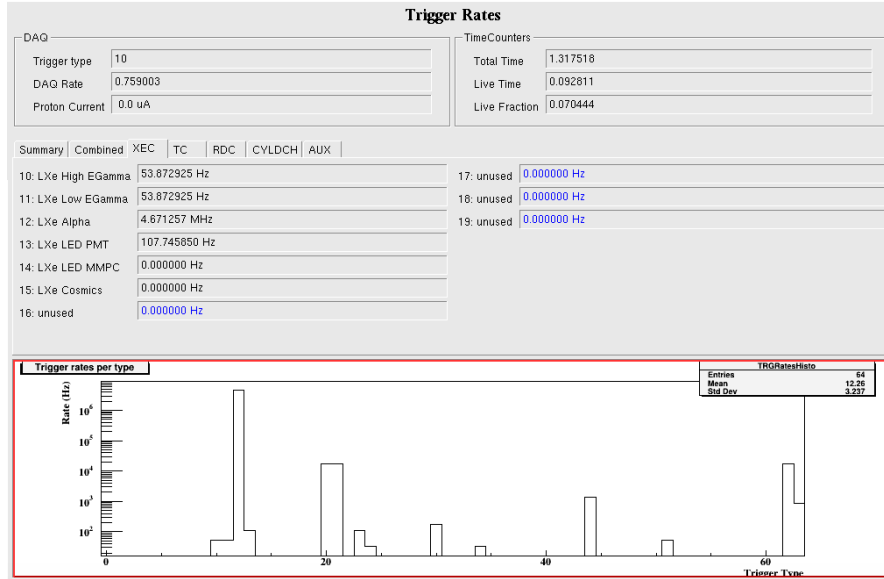 Trigger Rates
DAQ
Trigger type 10
DAQ Rate 0.759003
Proton Current 0.0 uA
TimeCounters
Total Time 1.317518
Live Time 0.092811
Live Fraction 0.070444
Summary Combined XEC TC RDC CYLDCH AUX
10: LXe High EGamma 53.872925 Hz
11: LXe Low EGamma 53.872925 Hz
12: LXe Alpha 4.671257 MHz
13: LXe LED PMT 107.745850 Hz
14: LXe LED MMPC 0.000000 Hz
15: LXe Cosmics 0.000000 Hz
16: unused 0.000000 Hz
17: unused 0.000000 Hz
18: unused 0.000000 Hz
19: unused 0.000000 Hz
Trigger rates per type
TRGRatesHisto
Entries 64
Mean 12.26
Std Dev 3.237
Rate (Hz)
10⁶
10⁵
10⁴
10³
10²
0 20 40 60
Trigger Type